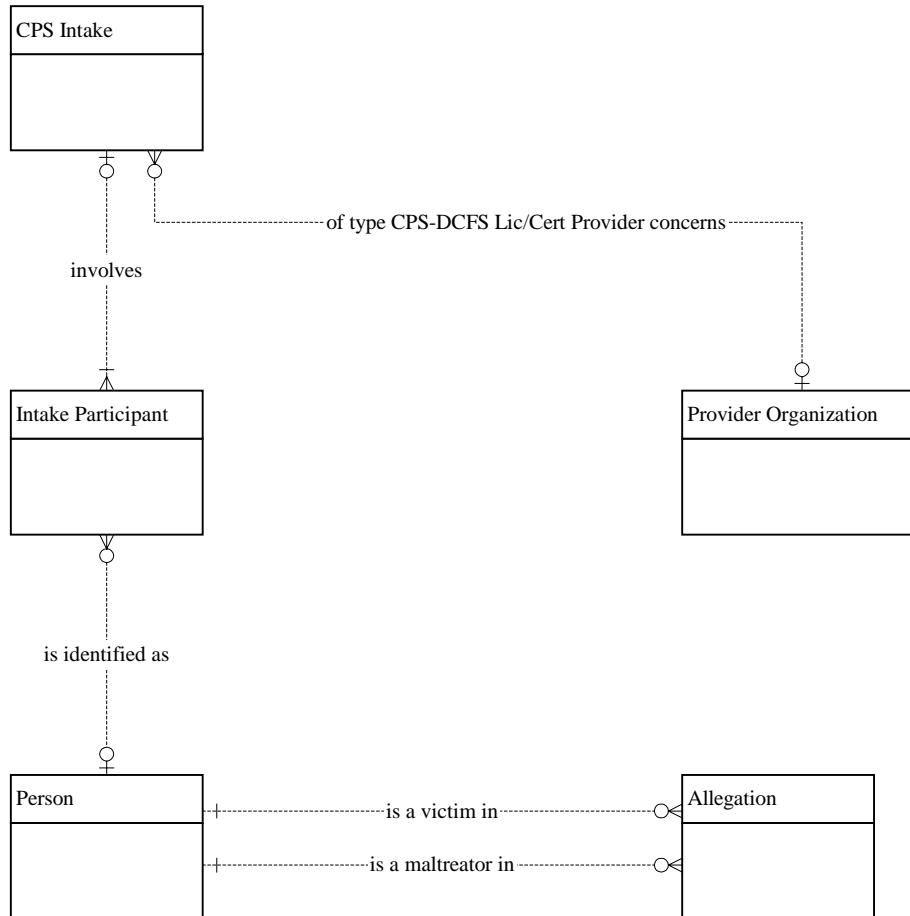 CPS Intake
of type CPS-DCFS Lic/Cert Provider concerns
involves
Intake Participant
Provider Organization
is identified as
Person
is a victim in
Allegation
is a maltreator in